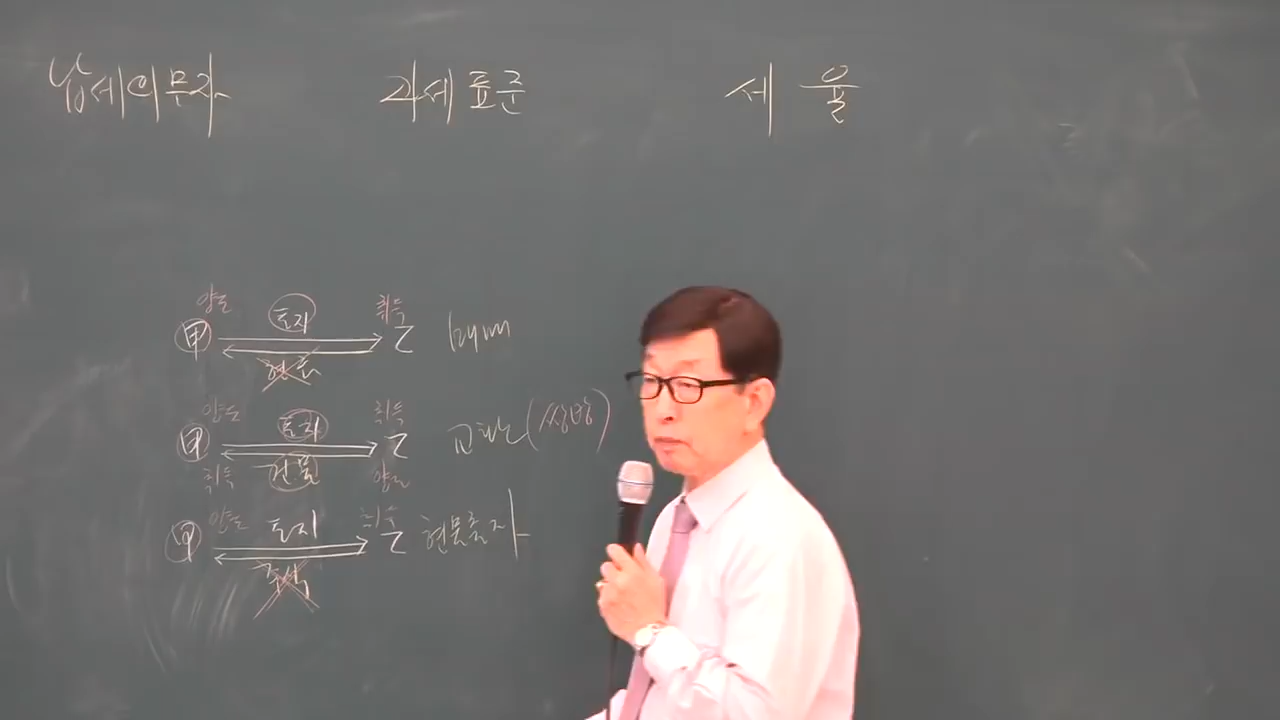 납세의무자 과세표준 세율
양도 토지 취득
甲 乙
현금
양도 토지 취득
甲 乙 교환(쌍방)
취득 건물 양도
양도 토지 취득
甲 乙 현물출자
주식